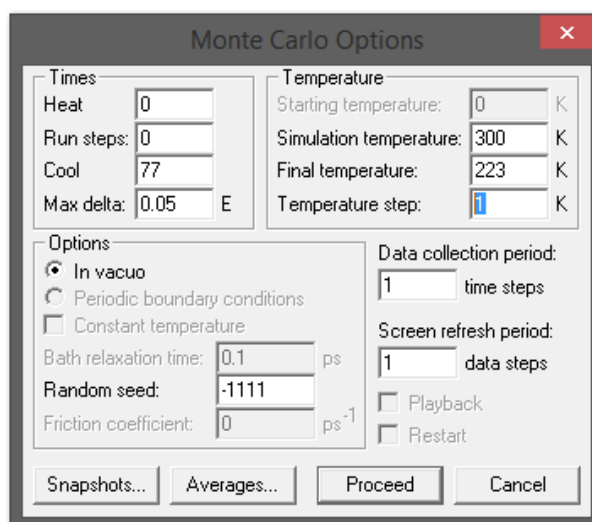 Monte Carlo Options
Times
Heat 0
Run steps: 0
Cool 77
Max delta: 0.05 E
Temperature
Starting temperature: 0 K
Simulation temperature: 300 K
Final temperature: 223 K
Temperature step: 1 K
Options
In vacuo
Periodic boundary conditions
Constant temperature
Bath relaxation time: 0.1 ps
Random seed: -1111
Friction coefficient: 0 ps-1
Data collection period:
1 time steps
Screen refresh period:
1 data steps
Playback
Restart
Snapshots... Averages... Proceed Cancel